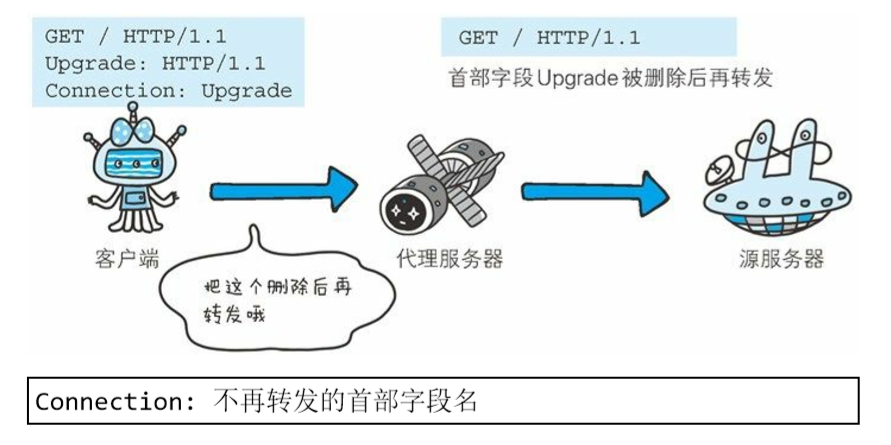 GET / HTTP/1.1
Upgrade: HTTP/1.1
Connection: Upgrade
GET / HTTP/1.1
首部字段Upgrade被删除后再转发
客户端
代理服务器
源服务器
把这个删除后再
转发哦
Connection: 不再转发的首部字段名